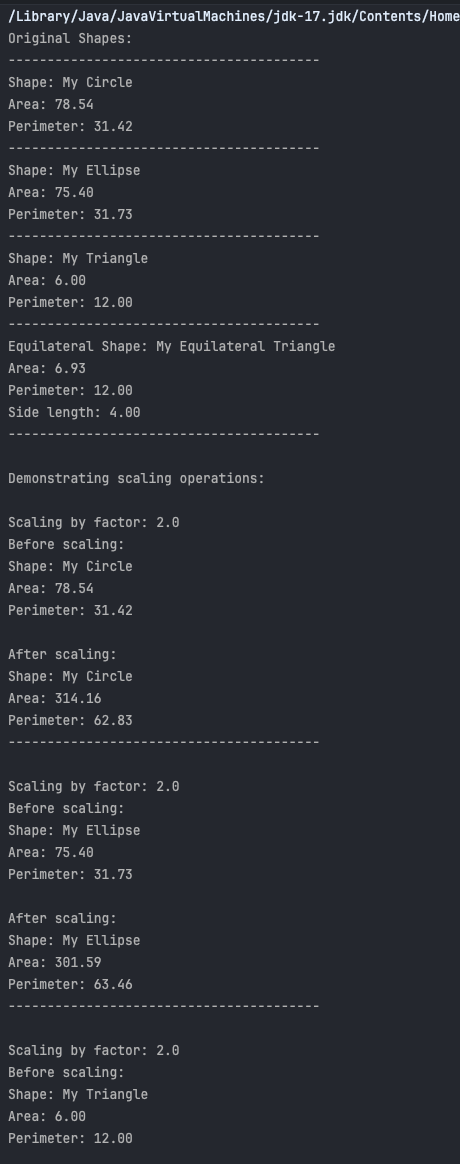 /Library/Java/JavaVirtualMachines/jdk-17.jdk/Contents/Home
Original Shapes:
----------------------------------------
Shape: My Circle
Area: 78.54
Perimeter: 31.42
----------------------------------------
Shape: My Ellipse
Area: 75.40
Perimeter: 31.73
----------------------------------------
Shape: My Triangle
Area: 6.00
Perimeter: 12.00
----------------------------------------
Equilateral Shape: My Equilateral Triangle
Area: 6.93
Perimeter: 12.00
Side length: 4.00
----------------------------------------
Demonstrating scaling operations:
Scaling by factor: 2.0
Before scaling:
Shape: My Circle
Area: 78.54
Perimeter: 31.42
After scaling:
Shape: My Circle
Area: 314.16
Perimeter: 62.83
----------------------------------------
Scaling by factor: 2.0
Before scaling:
Shape: My Ellipse
Area: 75.40
Perimeter: 31.73
After scaling:
Shape: My Ellipse
Area: 301.59
Perimeter: 63.46
----------------------------------------
Scaling by factor: 2.0
Before scaling:
Shape: My Triangle
Area: 6.00
Perimeter: 12.00